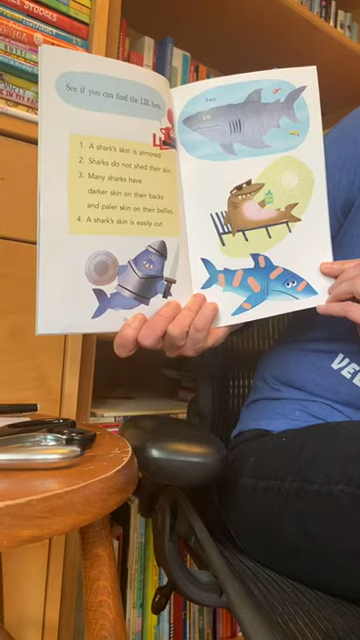 See if you can find the LIE here.
1. A shark's skin is armored.
2. Sharks do not shed their skin.
3. Many sharks have
darker skin on their backs
and paler skin on their bellies.
4. A shark's skin is easily cut.
STOOGES